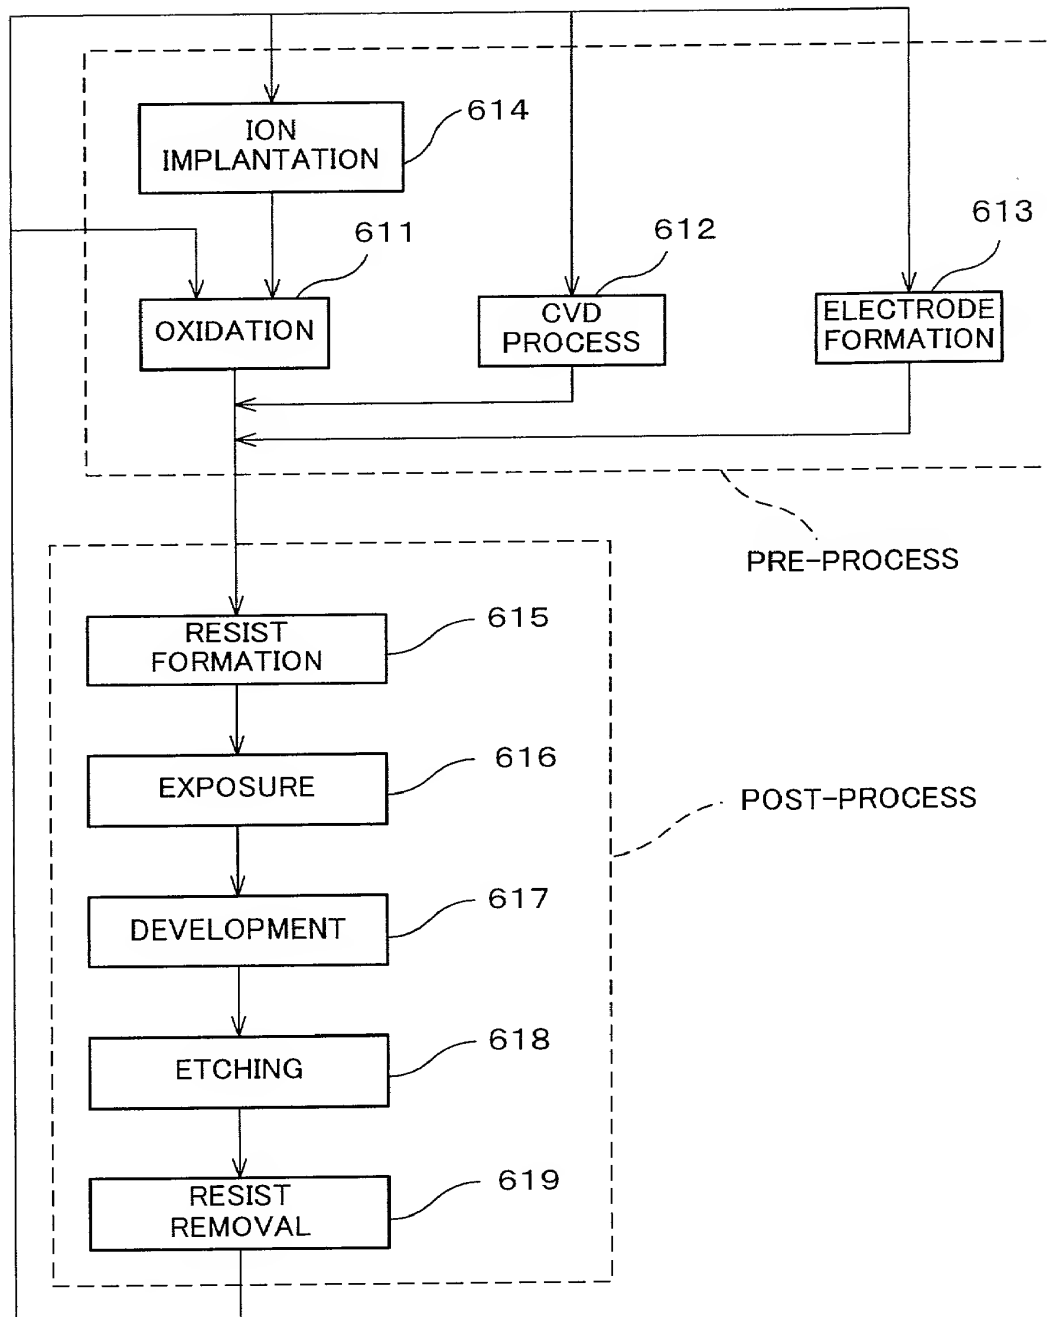 614
ION
IMPLANTATION
611
612
613
OXIDATION
CVD
PROCESS
ELECTRODE
FORMATION
PRE-PROCESS
615
RESIST
FORMATION
616
EXPOSURE
POST-PROCESS
617
DEVELOPMENT
618
ETCHING
619
RESIST
REMOVAL